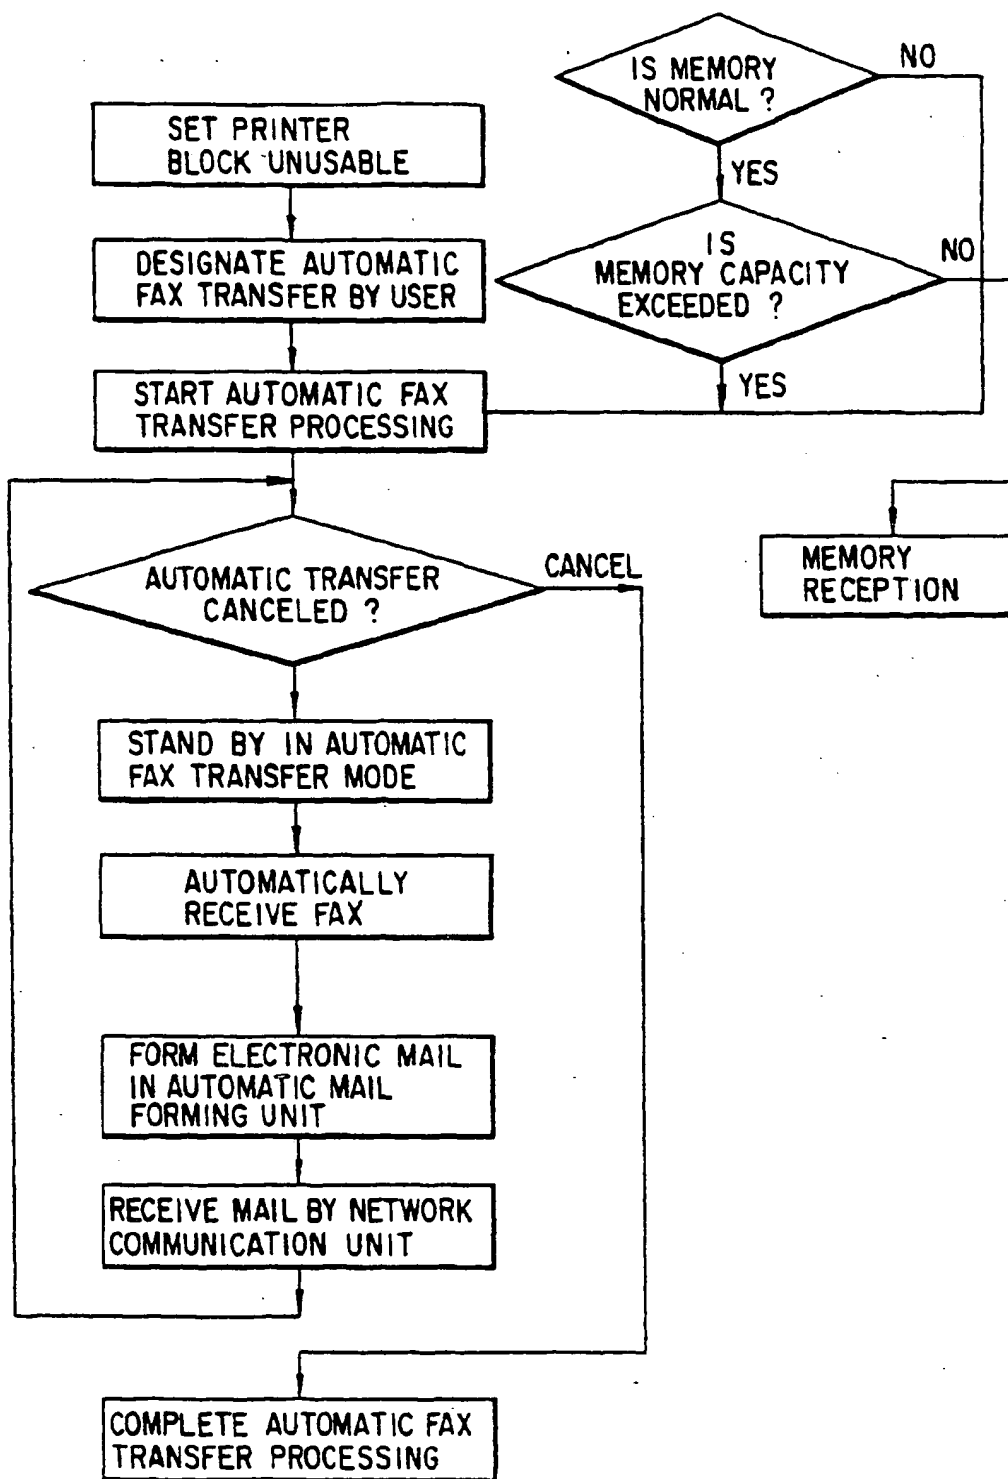 SET PRINTER
BLOCK UNUSABLE
DESIGNATE AUTOMATIC
FAX TRANSFER BY USER
START AUTOMATIC FAX
TRANSFER PROCESSING
IS MEMORY
NORMAL ?
NO
YES
IS
MEMORY CAPACITY
EXCEEDED ?
NO
YES
MEMORY
RECEPTION
AUTOMATIC TRANSFER
CANCELED ?
CANCEL
STAND BY IN AUTOMATIC
FAX TRANSFER MODE
AUTOMATICALLY
RECEIVE FAX
FORM ELECTRONIC MAIL
IN AUTOMATIC MAIL
FORMING UNIT
RECEIVE MAIL BY NETWORK
COMMUNICATION UNIT
COMPLETE AUTOMATIC FAX
TRANSFER PROCESSING